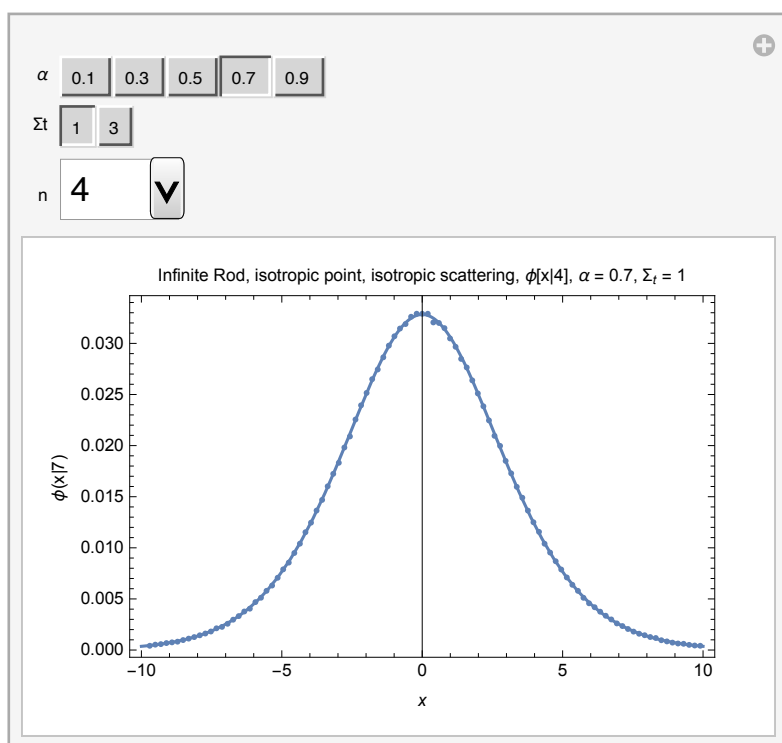 α 0.1 0.3 0.5 0.7 0.9
Σt 1 3
n 4
Infinite Rod, isotropic point, isotropic scattering, ϕ[x|4], α = 0.7, Σt = 1
0.030
0.025
0.020
0.015
0.010
0.005
0.000
ϕ(x|7)
-10 -5 0 5 10
x